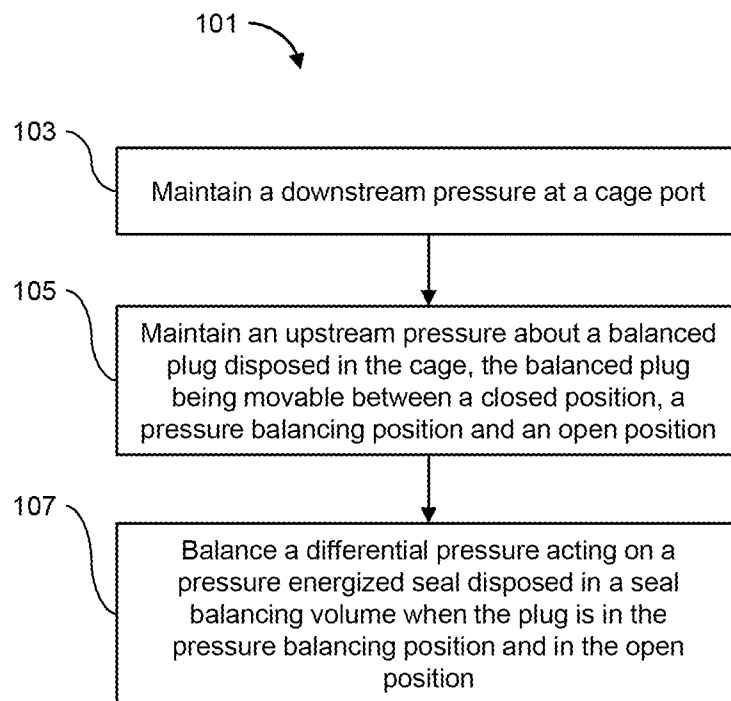 101
103
Maintain a downstream pressure at a cage port
105
Maintain an upstream pressure about a balanced
plug disposed in the cage, the balanced plug
being movable between a closed position, a
pressure balancing position and an open position
107
Balance a differential pressure acting on a
pressure energized seal disposed in a seal
balancing volume when the plug is in the
pressure balancing position and in the open
position